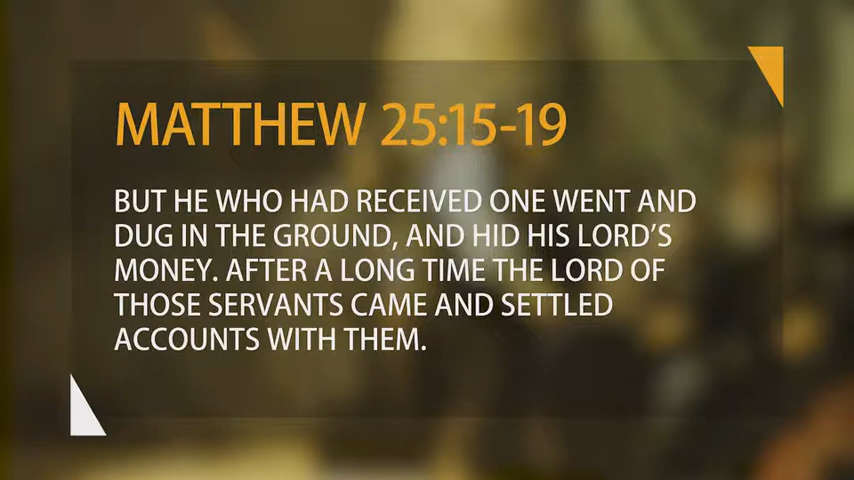 MATTHEW 25:15-19
BUT HE WHO HAD RECEIVED ONE WENT AND
DUG IN THE GROUND, AND HID HIS LORD'S
MONEY. AFTER A LONG TIME THE LORD OF
THOSE SERVANTS CAME AND SETTLED
ACCOUNTS WITH THEM.